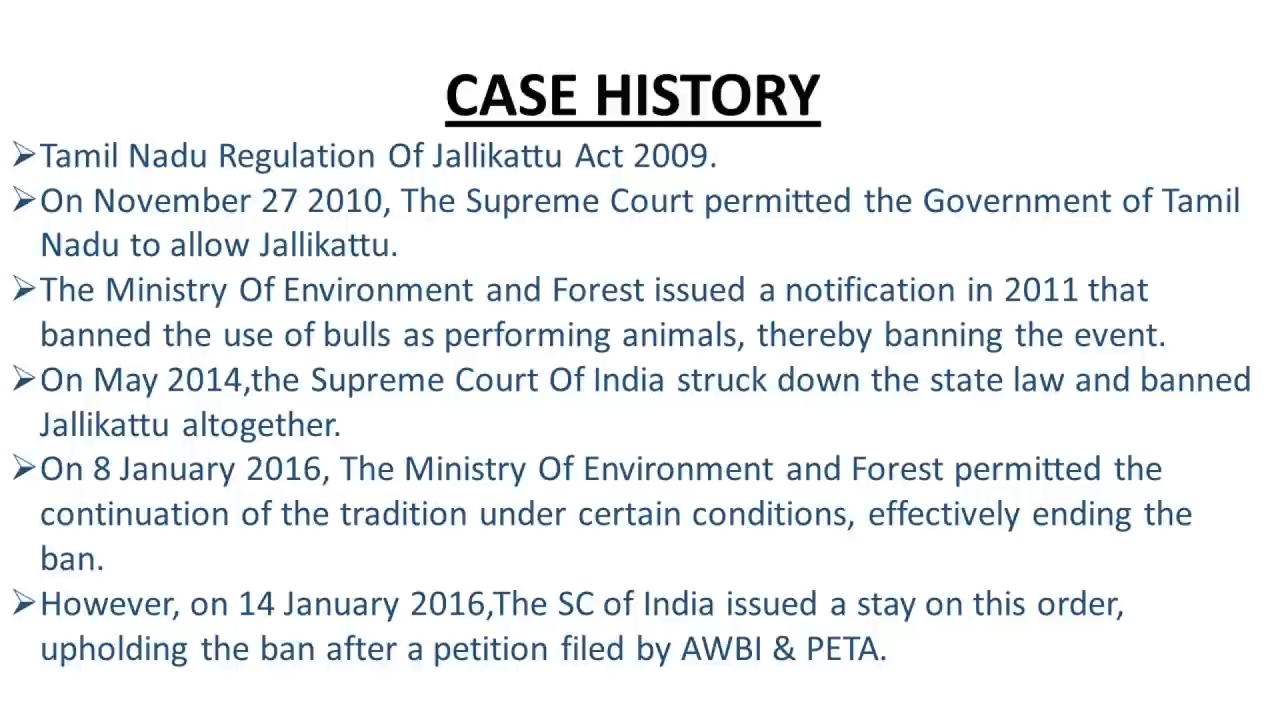 CASE HISTORY
➢Tamil Nadu Regulation Of Jallikattu Act 2009.
➢On November 27 2010, The Supreme Court permitted the Government of Tamil
Nadu to allow Jallikattu.
➢The Ministry Of Environment and Forest issued a notification in 2011 that
banned the use of bulls as performing animals, thereby banning the event.
➢On May 2014,the Supreme Court Of India struck down the state law and banned
Jallikattu altogether.
➢On 8 January 2016, The Ministry Of Environment and Forest permitted the
continuation of the tradition under certain conditions, effectively ending the
ban.
➢However, on 14 January 2016,The SC of India issued a stay on this order,
upholding the ban after a petition filed by AWBI & PETA.